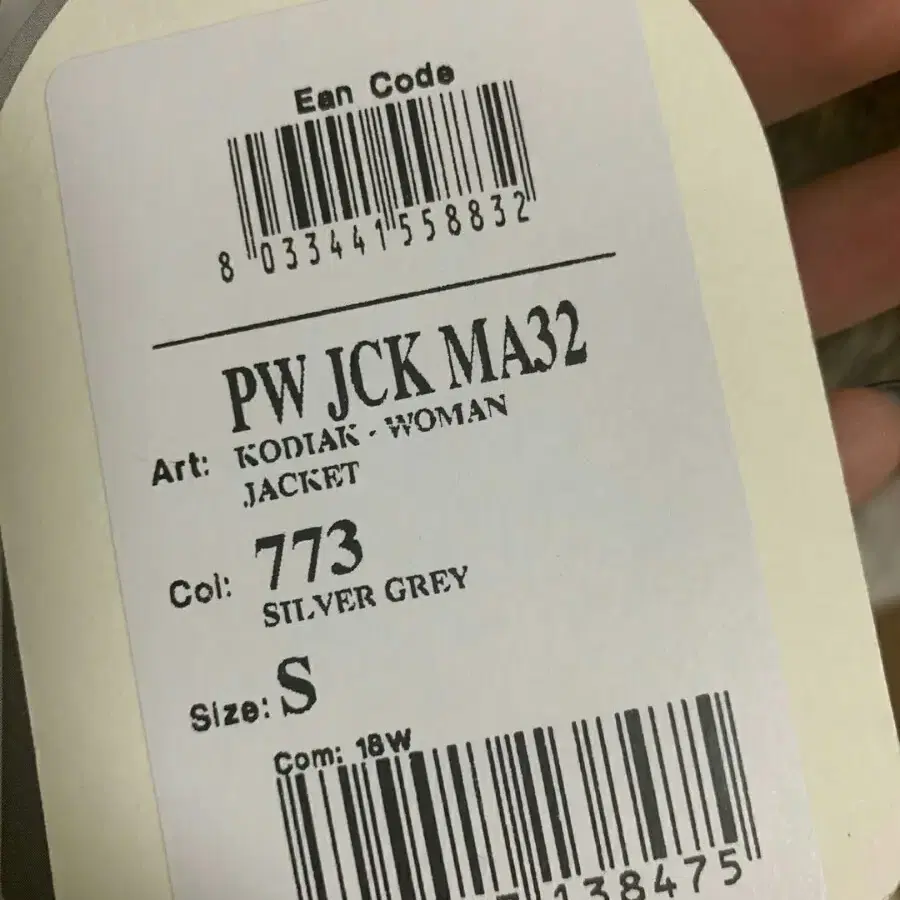 Ean Code
8 033441 558832
PW JCK MA32
Art: KODIAK - WOMAN
JACKET
Col: 773
SILVER GREY
Size: S
Com: 18W
138475